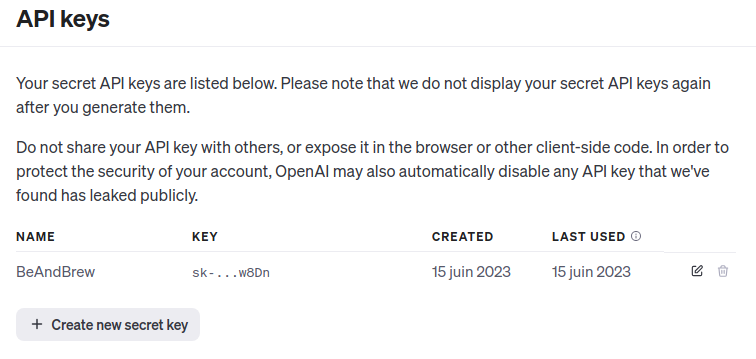 API keys
Your secret API keys are listed below. Please note that we do not display your secret API keys again
after you generate them.
Do not share your API key with others, or expose it in the browser or other client-side code. In order to
protect the security of your account, OpenAI may also automatically disable any API key that we've
found has leaked publicly.
NAME KEY CREATED LAST USED
BeAndBrew sk-...w8Dn 15 juin 2023 15 juin 2023
+ Create new secret key